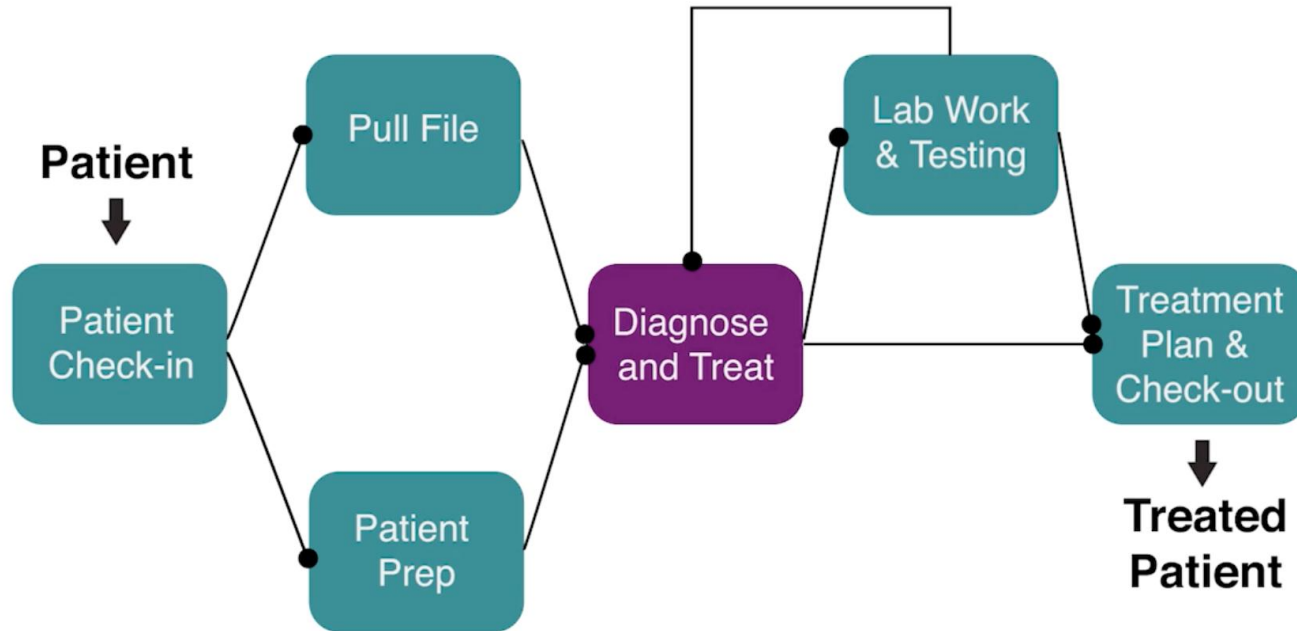 Patient
Patient
Check-in
Pull File
Patient
Prep
Diagnose
and Treat
Lab Work
& Testing
Treatment
Plan &
Check-out
Treated
Patient